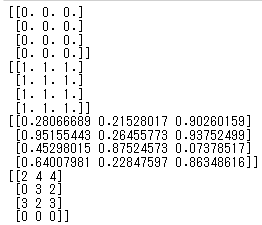 [[0. 0. 0.]
 [0. 0. 0.]
 [0. 0. 0.]
 [0. 0. 0.]]
[[1. 1. 1.]
 [1. 1. 1.]
 [1. 1. 1.]
 [1. 1. 1.]]
[[0.28066689 0.21528017 0.90260159]
 [0.95155443 0.26455773 0.93752499]
 [0.45298015 0.87524573 0.07378517]
 [0.64007981 0.22847597 0.86348616]]
[[2 4 4]
 [0 3 2]
 [3 2 3]
 [0 0 0]]